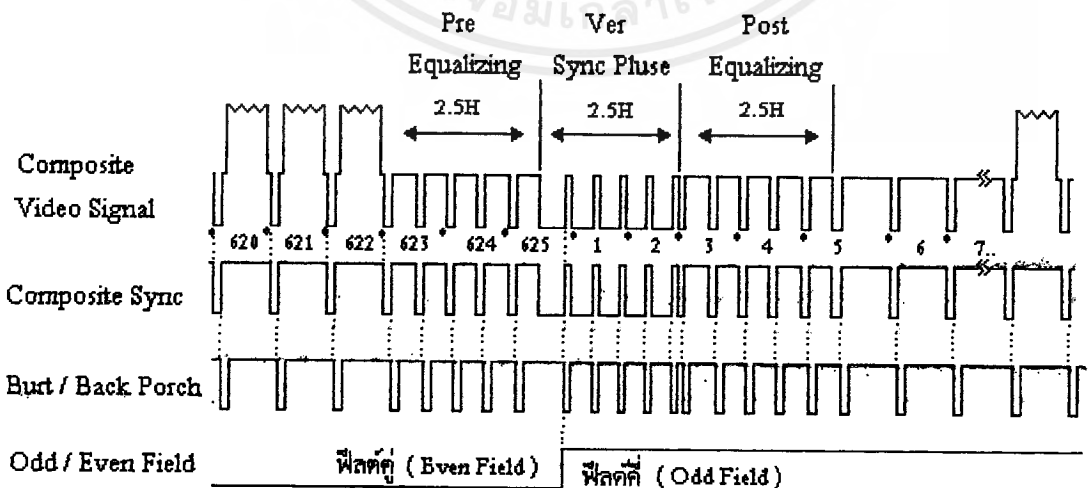 Pre Ver Post
Equalizing Sync Pluse Equalizing
2.5H 2.5H 2.5H
Composite
Video Signal
620 621 622 623 624 625 1 2 3 4 5 6 7..
Composite Sync
Burt / Back Porch
Odd / Even Field ฟิลด์คู่ ( Even Field ) ฟิลด์คี่ ( Odd Field )